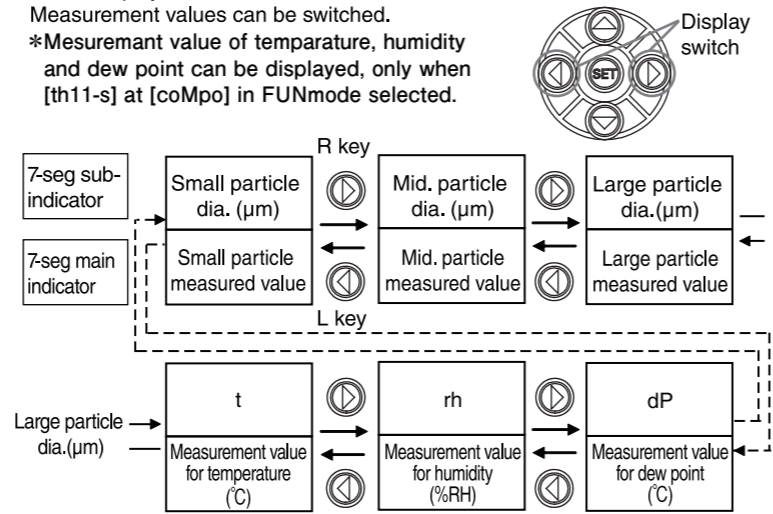 Measurement values can be switched.
*Mesuremant value of temparature, humidity
and dew point can be displayed, only when
[th11-s] at [coMpo] in FUNmode selected.
Display
switch
SET
R key
7-seg sub-
indicator
Small particle
dia. (μm)
Mid. particle
dia. (μm)
Large particle
dia.(μm)
7-seg main
indicator
Small particle
measured value
Mid. particle
measured value
Large particle
measured value
L key
t
rh
dP
Large particle
dia.(μm)
Measurement value
for temperature
(℃)
Measurement value
for humidity
(%RH)
Measurement value
for dew point
(℃)